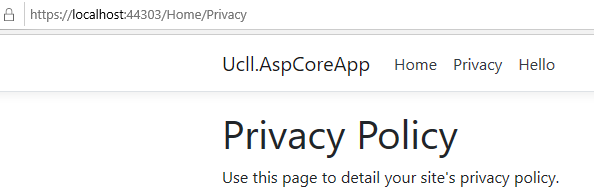 https://localhost:44303/Home/Privacy
Ucll.AspCoreApp Home Privacy Hello
Privacy Policy
Use this page to detail your site's privacy policy.